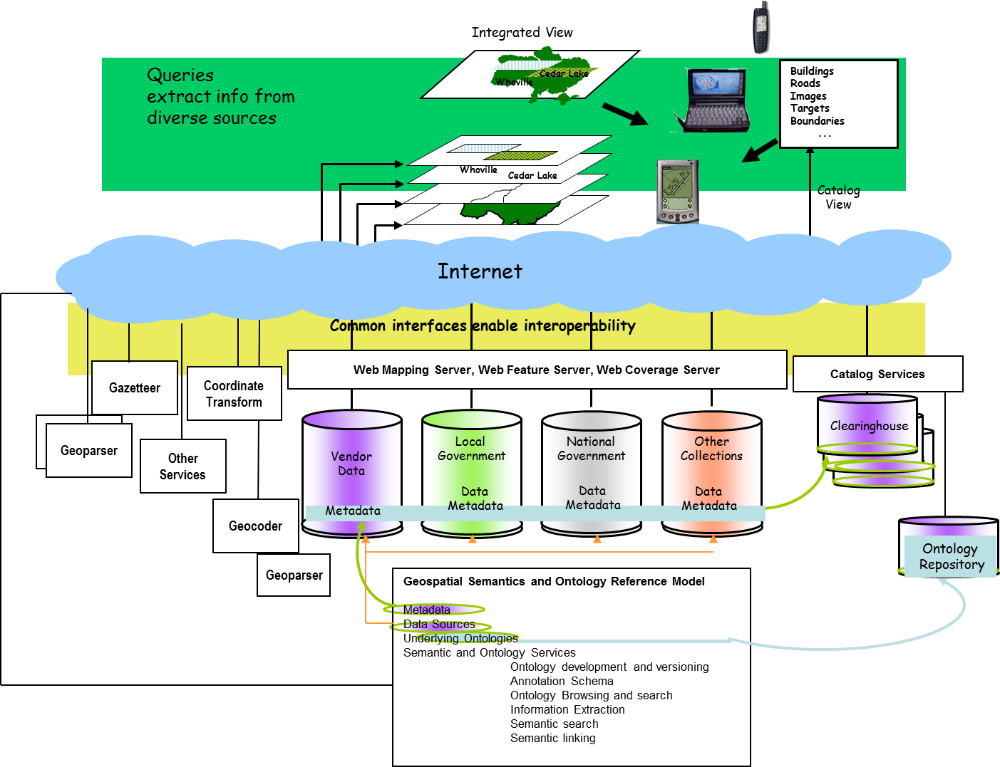 Integrated View
Queries
extract info from
diverse sources
Cedar Lake
Whoville
Buildings
Roads
Images
Targets
Boundaries
...
Whoville
Cedar Lake
Catalog
View
Internet
Common interfaces enable interoperability
Web Mapping Server, Web Feature Server, Web Coverage Server
Catalog Services
Gazetteer
Coordinate
Transform
Geoparser
Other
Services
Geocoder
Geoparser
Vendor
Data
Metadata
Local
Government
Data
Metadata
National
Government
Data
Metadata
Other
Collections
Data
Metadata
Clearinghouse
Ontology
Repository
Geospatial Semantics and Ontology Reference Model
Metadata
Data Sources
Underlying Ontologies
Semantic and Ontology Services
Ontology development and versioning
Annotation Schema
Ontology Browsing and search
Information Extraction
Semantic search
Semantic linking